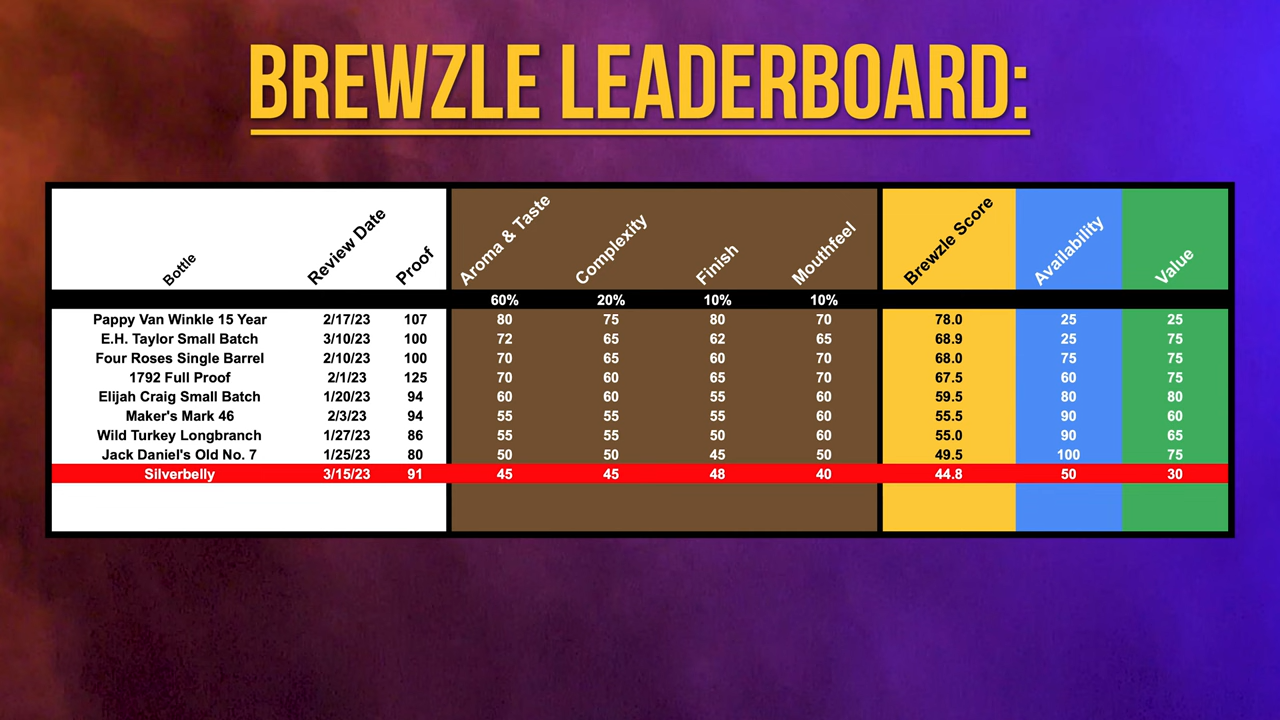 BREWZLE LEADERBOARD:
Bottle Review Date Proof Aroma & Taste Complexity Finish Mouthfeel Brewzle Score Availability Value
60% 20% 10% 10%
Pappy Van Winkle 15 Year 2/17/23 107 80 75 80 70 78.0 25 25
E.H. Taylor Small Batch 3/10/23 100 72 65 62 65 68.9 25 75
Four Roses Single Barrel 2/10/23 100 70 65 60 70 68.0 75 75
1792 Full Proof 2/1/23 125 70 60 65 70 67.5 60 75
Elijah Craig Small Batch 1/20/23 94 60 60 55 60 59.5 80 80
Maker's Mark 46 2/3/23 94 55 55 55 60 55.5 90 60
Wild Turkey Longbranch 1/27/23 86 55 55 50 60 55.0 90 65
Jack Daniel's Old No. 7 1/25/23 80 50 50 45 50 49.5 100 75
Silverbelly 3/15/23 91 45 45 48 40 44.8 50 30